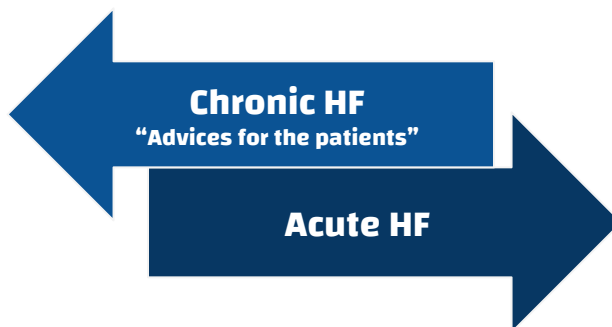 Chronic HF
“Advices for the patients”
Acute HF